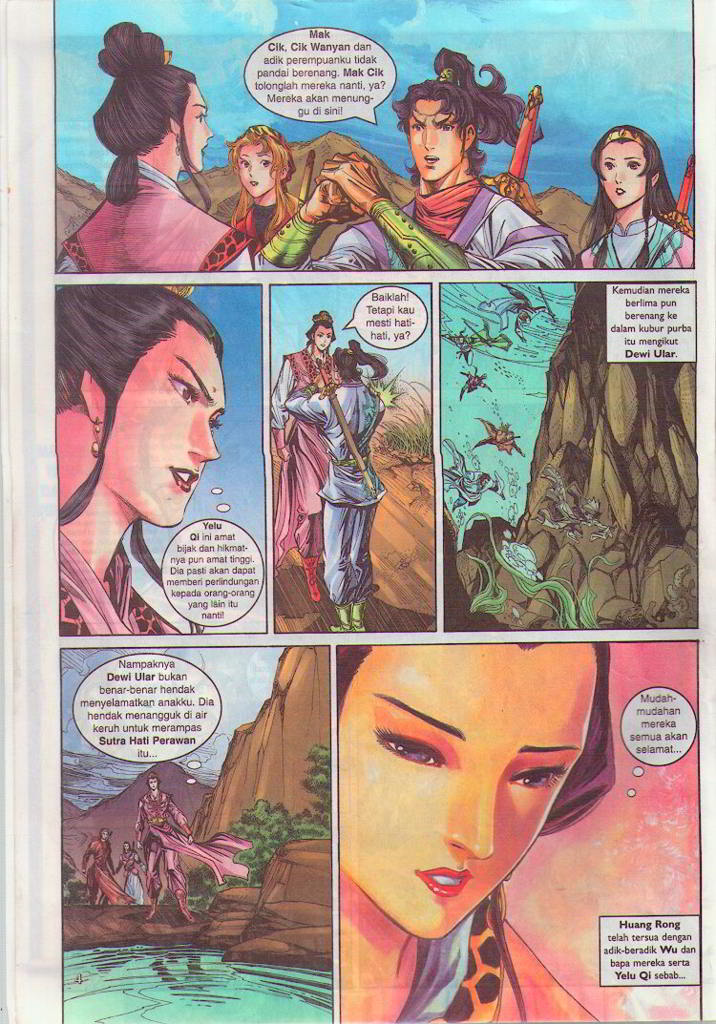 Mak
Cik, Cik Wanyan dan
adik perempuanku tidak
pandai berenang. Mak Cik
tolonglah mereka nanti, ya?
Mereka akan menung-
gu di sini!
Yelu
Qi ini amat
bijak dan hikmat-
nya pun amat tinggi.
Dia pasti akan dapat
memberi perlindungan
kepada orang-orang
yang lain itu
nanti!
Baiklah!
Tetapi kau
mesti hati-
hati, ya?
Kemudian mereka
berlima pun
berenang ke
dalam kubur purba
itu mengikut
Dewi Ular.
Nampaknya
Dewi Ular bukan
benar-benar hendak
menyelamatkan anakku. Dia
hendak menangguk di air
keruh untuk merampas
Sutra Hati Perawan
itu...
4
Mudah-
mudahan
mereka
semua akan
selamat...
Huang Rong
telah tersua dengan
adik-beradik Wu dan
bapa mereka serta
Yelu Qi sebab...